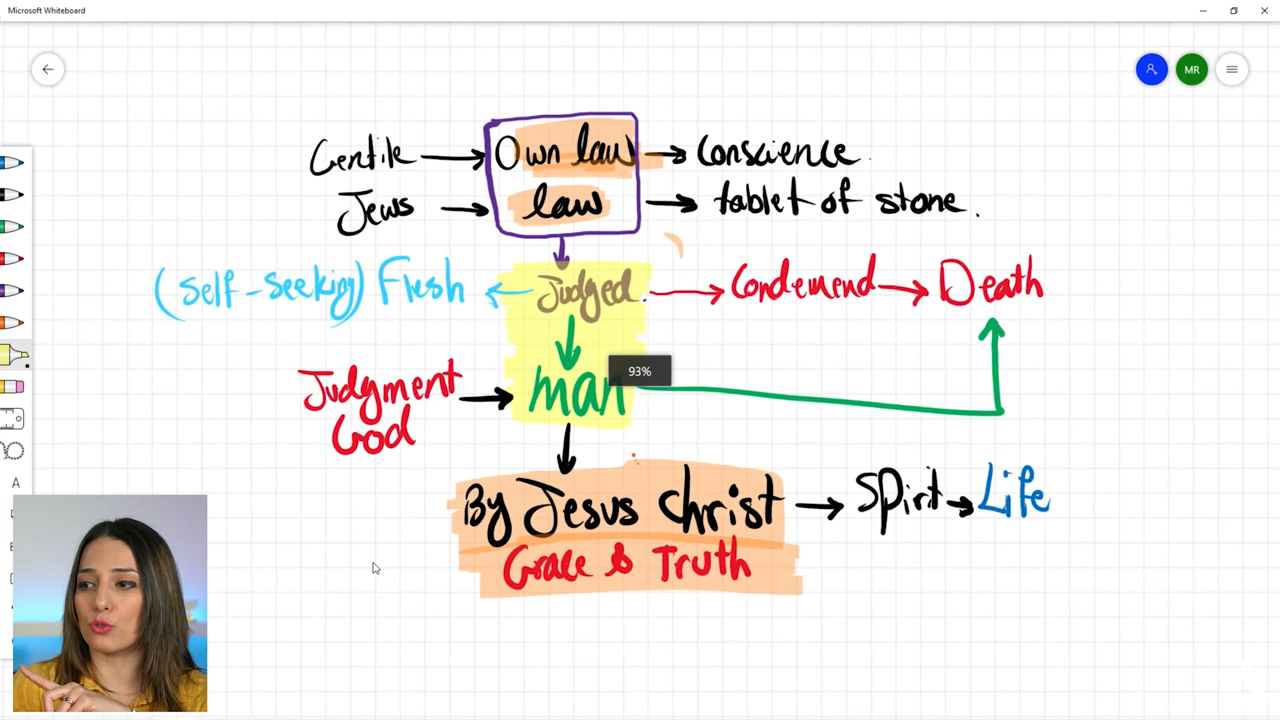 Microsoft Whiteboard
MR
Gentile → Own law → Conscience.
Jews → law → tablet of stone.
(Self-Seeking) Flesh ← Judged. → Condemend → Death
man
93%
Judgment
God
By Jesus Christ → Spirit → Life
Grace & Truth
A